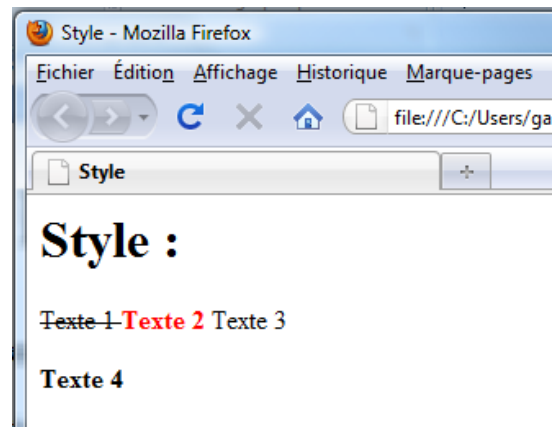 Style - Mozilla Firefox
Fichier Édition Affichage Historique Marque-pages
file:///C:/Users/ga
Style
Style :
Texte 1 Texte 2 Texte 3
Texte 4